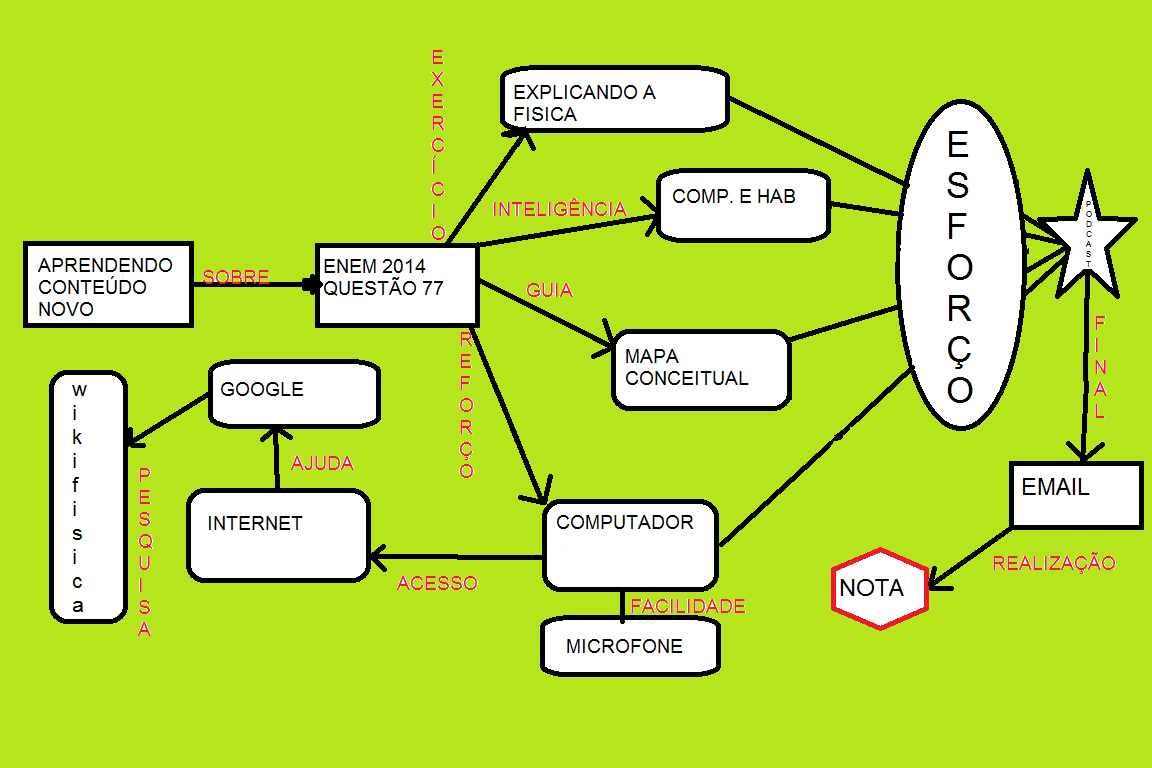 EXERCÍCIO
EXPLICANDO A
FISICA
ESFORÇO
INTELIGÊNCIA
COMP. E HAB
PODCAST
APRENDENDO
CONTEÚDO
NOVO
SOBRE
ENEM 2014
QUESTÃO 77
GUIA
MAPA
CONCEITUAL
REFORÇO
FINAL
wikifisica
GOOGLE
AJUDA
PESQUISA
INTERNET
COMPUTADOR
EMAIL
ACESSO
REALIZAÇÃO
NOTA
FACILIDADE
MICROFONE